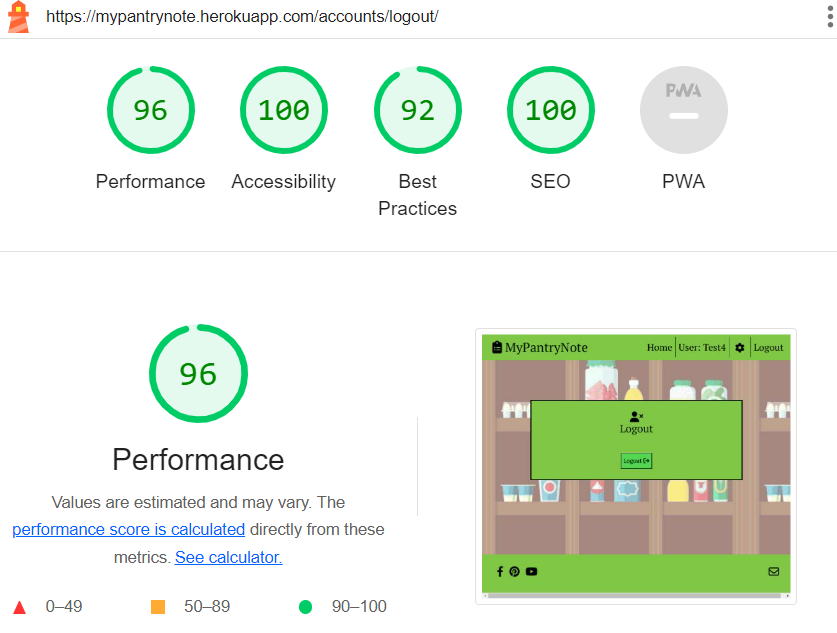 https://mypantrynote.herokuapp.com/accounts/logout/
96
100
92
100
PWA
Performance
Accessibility
Best
Practices
SEO
PWA
96
Performance
Values are estimated and may vary. The
performance score is calculated directly from these
metrics. See calculator.
0–49
50–89
90–100
MyPantryNote
Home
User: Test4
Logout
Logout
Logout